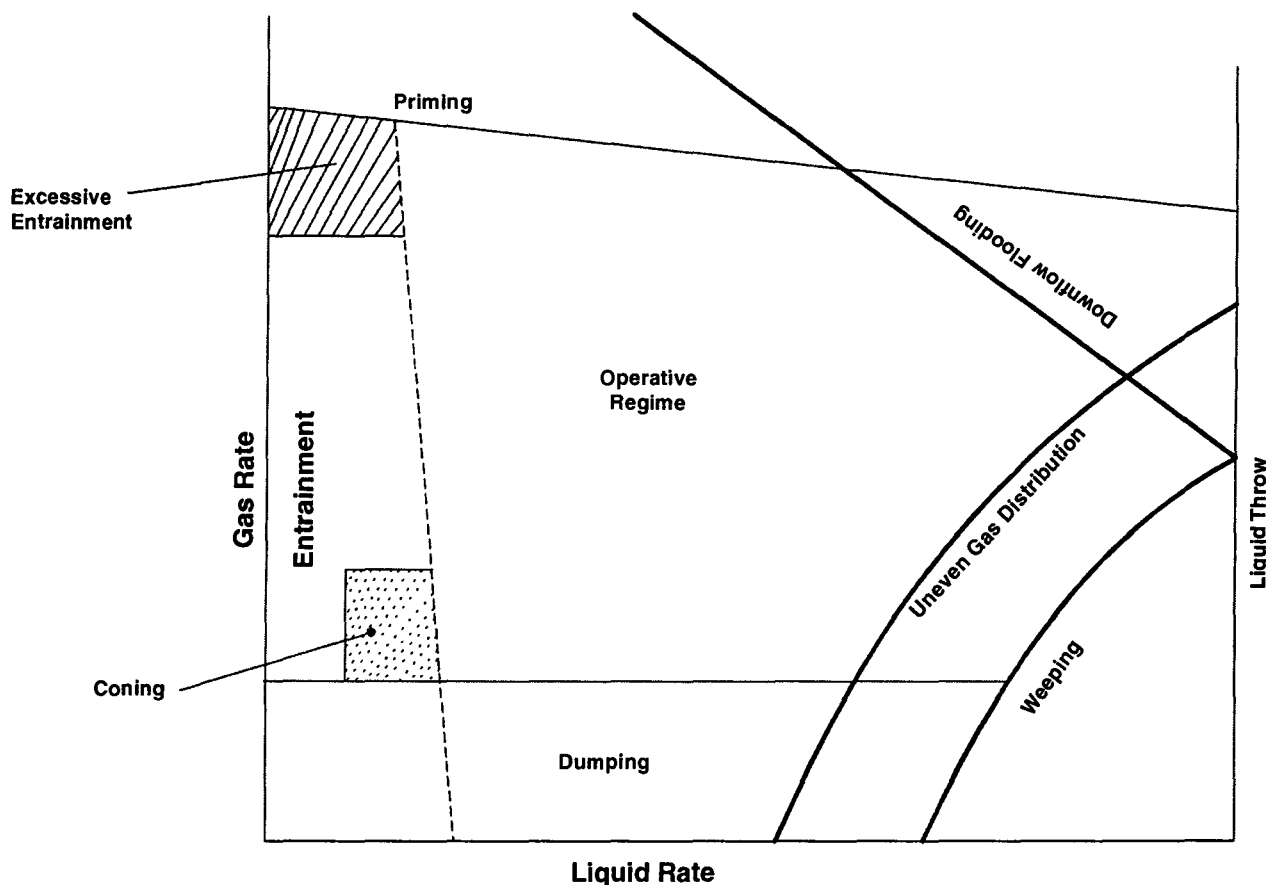 Priming
Excessive
Entrainment
Downflow Flooding
Operative
Regime
Gas Rate
Entrainment
Uneven Gas Distribution
Liquid Throw
Weeping
Coning
Dumping
Liquid Rate